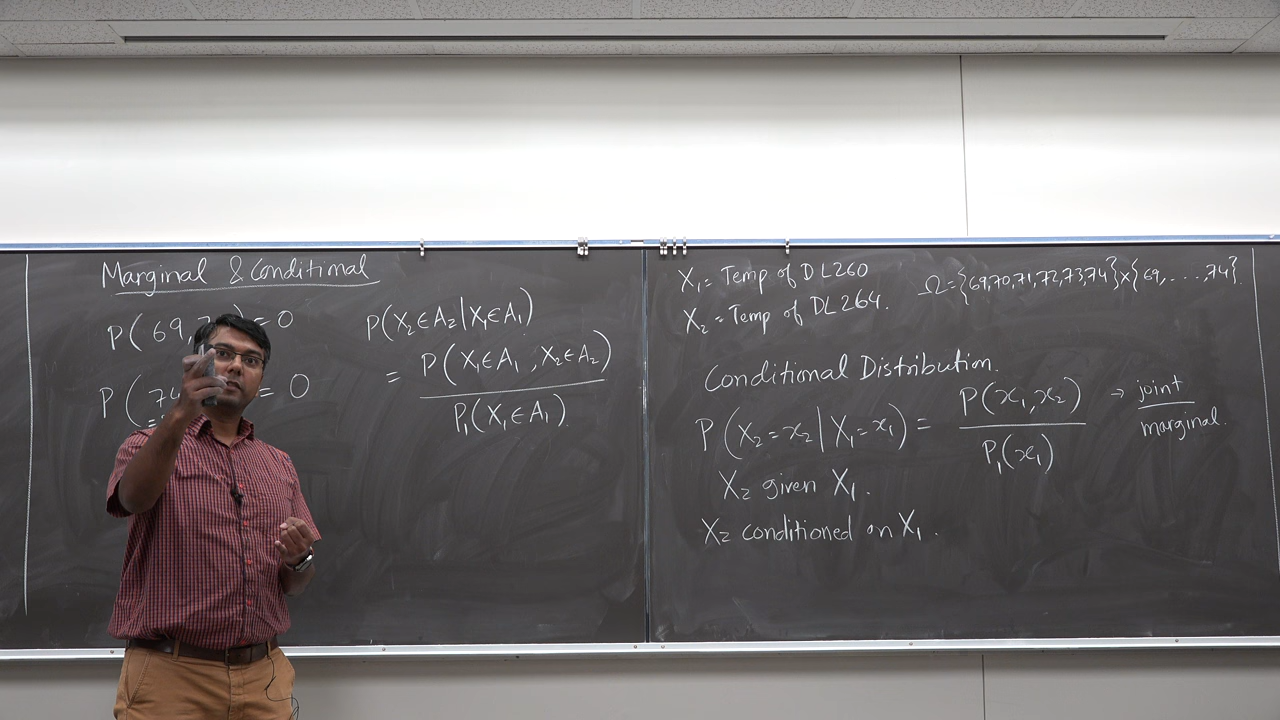 Marginal & Conditional
P(69,7 )=0
P(74 =0
P(X₂∈A₂|X₁∈A₁)
= P(X₁∈A₁, X₂∈A₂)
P₁(X₁∈A₁).
X₁ = Temp of DL260
X₂ = Temp of DL264.
Ω={69,70,71,72,73,74}x{69,....,74}.
Conditional Distribution.
P(X₂=x₂|X₁=x₁) = P(x₁,x₂) → joint
P₁(x₁) marginal.
X₂ given X₁.
X₂ conditioned on X₁.